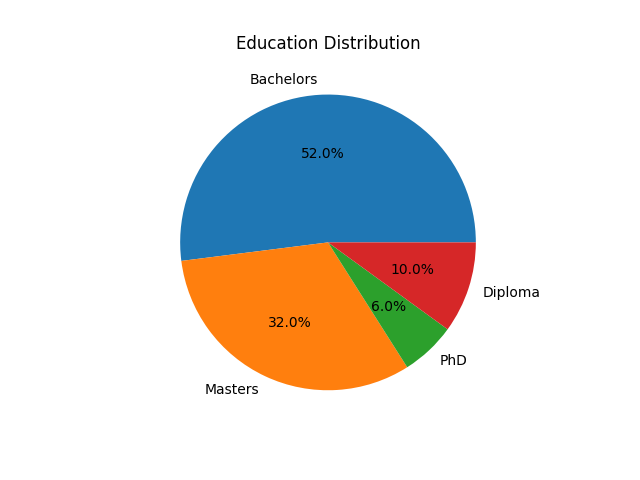 Education Distribution
Bachelors
52.0%
10.0%
Diploma
6.0%
32.0%
PhD
Masters